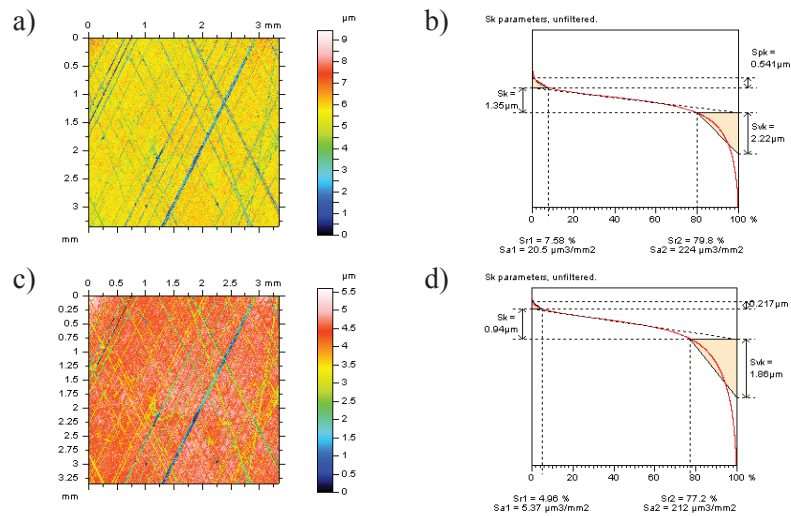 a)
0 1 2 3 mm
0
0.5
1
1.5
2
2.5
3
mm
µm
9
8
7
6
5
4
3
2
1
0
b)
Sk parameters, unfiltered.
Spk =
0.541µm
Sk =
1.35µm
Svk =
2.22µm
0 20 40 60 80 100 %
Sr1 = 7.58 % Sr2 = 79.8 %
Sa1 = 20.5 µm3/mm2 Sa2 = 224 µm3/mm2
c)
0 0.5 1 1.5 2 2.5 3 mm
0
0.25
0.5
0.75
1
1.25
1.5
1.75
2
2.25
2.5
2.75
3
3.25
mm
µm
5.5
5
4.5
4
3.5
3
2.5
2
1.5
1
0.5
0
d)
Sk parameters, unfiltered.
0.217µm
Sk =
0.94µm
Svk =
1.86µm
0 20 40 60 80 100 %
Sr1 = 4.96 % Sr2 = 77.2 %
Sa1 = 5.37 µm3/mm2 Sa2 = 212 µm3/mm2